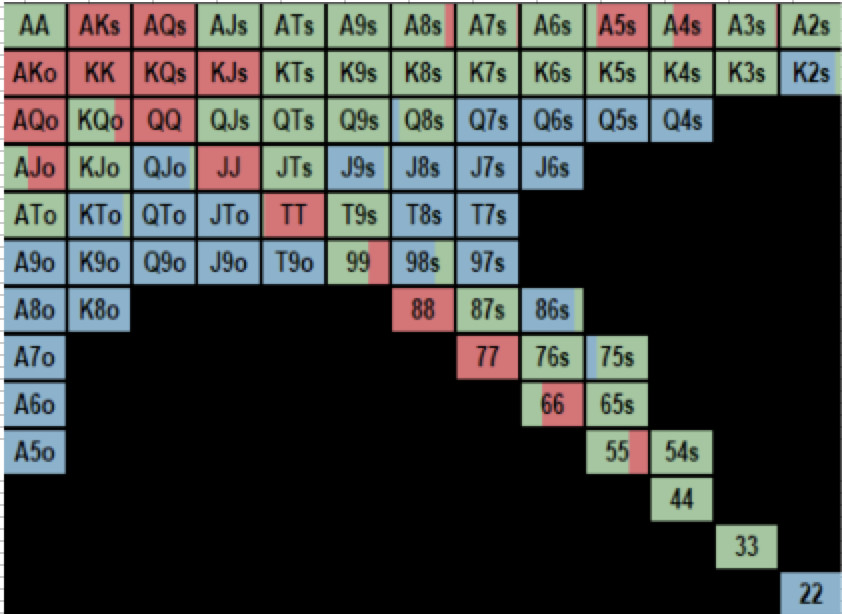 AA AKs AQs AJs ATs A9s A8s A7s A6s A5s A4s A3s A2s
AKo KK KQs KJs KTs K9s K8s K7s K6s K5s K4s K3s K2s
AQo KQo QQ QJs QTs Q9s Q8s Q7s Q6s Q5s Q4s
AJo KJo QJo JJ JTs J9s J8s J7s J6s
ATo KTo QTo JTo TT T9s T8s T7s
A9o K9o Q9o J9o T9o 99 98s 97s
A8o K8o 88 87s 86s
A7o 77 76s 75s
A6o 66 65s
A5o 55 54s
44
33
22